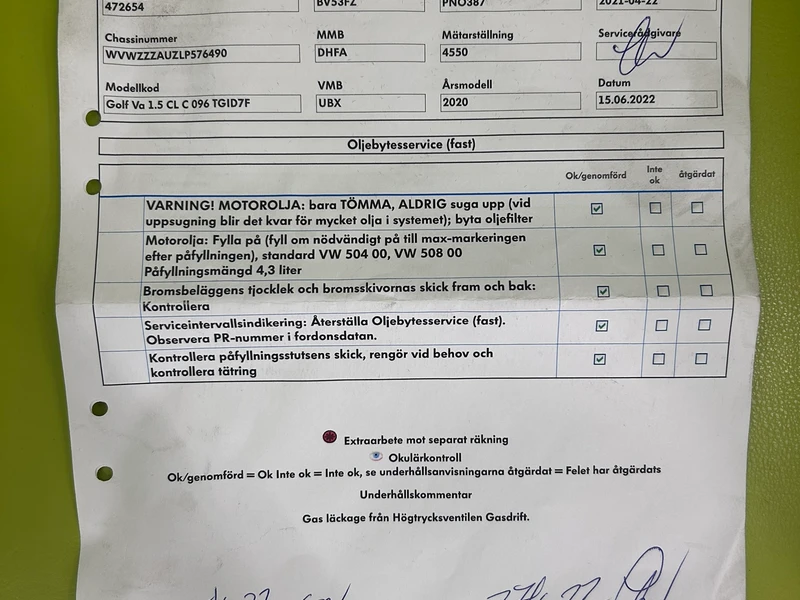 472654 BV53FZ PNO387 2021-04-22
Chassinummer MMB Mätarställning Servicerådgivare
WVWZZZAUZLP576490 DHFA 4550
Modellkod VMB Årsmodell Datum
Golf Va 1.5 CL C 096 TGID7F UBX 2020 15.06.2022
Oljebytesservice (fast)
Ok/genomförd Inte ok åtgärdat
VARNING! MOTOROLJA: bara TÖMMA, ALDRIG suga upp (vid
uppsugning blir det kvar för mycket olja i systemet); byta oljefilter
Motorolja: Fylla på (fyll om nödvändigt på till max-markeringen
efter påfyllningen), standard VW 504 00, VW 508 00
Påfyllningsmängd 4,3 liter
Bromsbeläggens tjocklek och bromsskivornas skick fram och bak:
Kontrollera
Serviceintervallsindikering: Återställa Oljebytesservice (fast).
Observera PR-nummer i fordonsdatan.
Kontrollera påfyllningsstutsens skick, rengör vid behov och
kontrollera tätring
Extraarbete mot separat räkning
Okulärkontroll
Ok/genomförd = Ok Inte ok = Inte ok, se underhållsanvisningarna åtgärdat = Felet har åtgärdats
Underhållskommentar
Gas läckage från Högtrycksventilen Gasdrift.